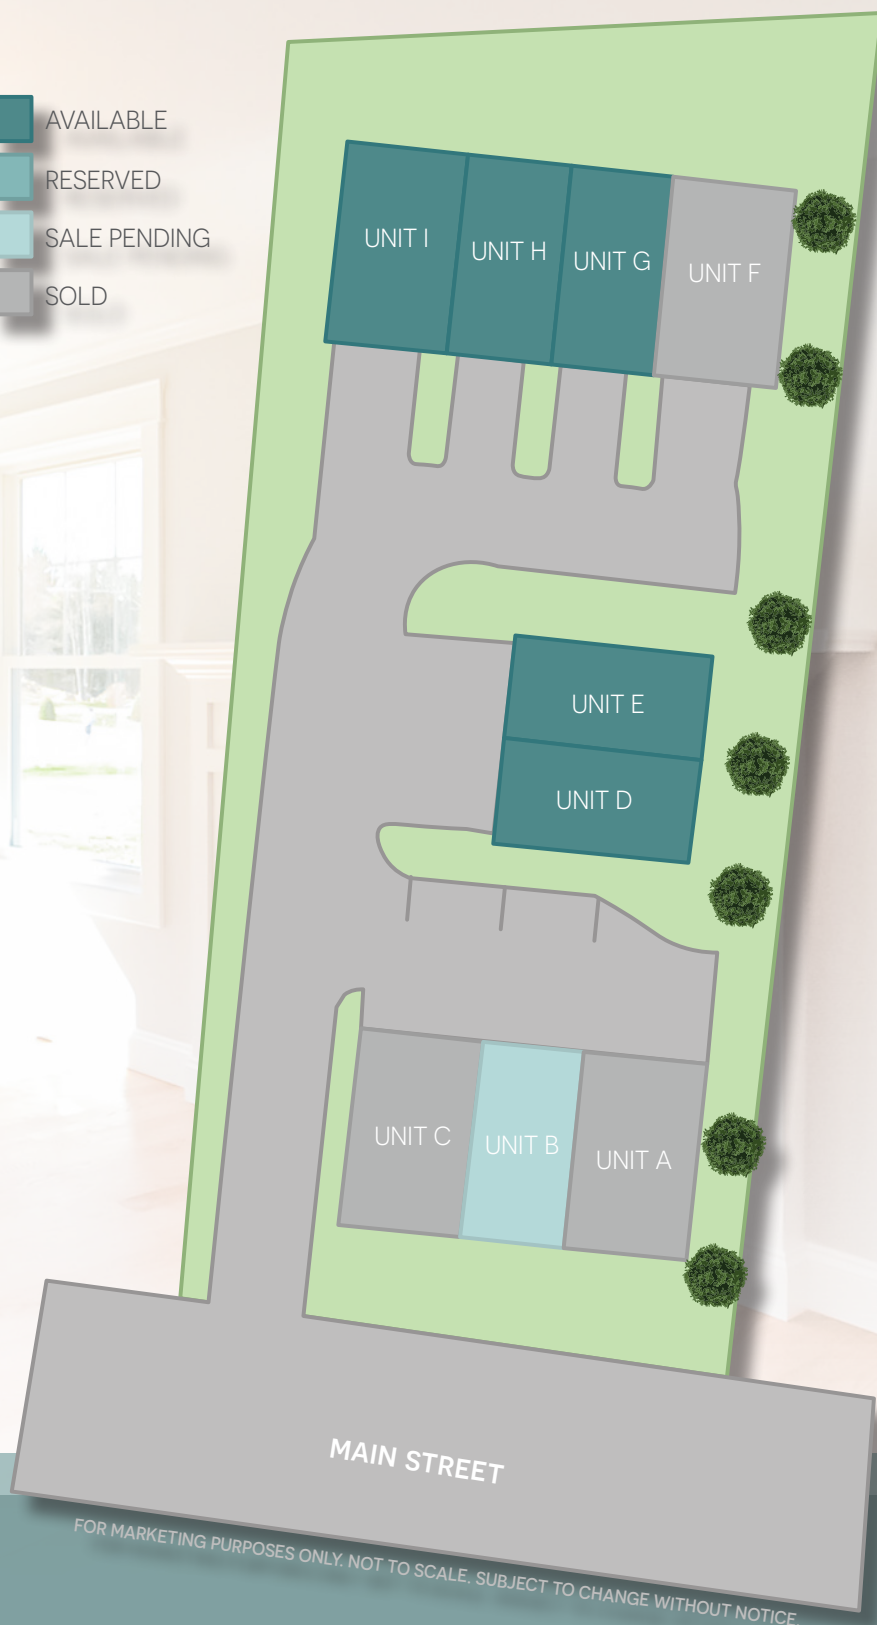 AVAILABLE
RESERVED
SALE PENDING
SOLD
UNIT I
UNIT H
UNIT G
UNIT F
UNIT E
UNIT D
UNIT C
UNIT B
UNIT A
MAIN STREET
FOR MARKETING PURPOSES ONLY. NOT TO SCALE. SUBJECT TO CHANGE WITHOUT NOTICE.